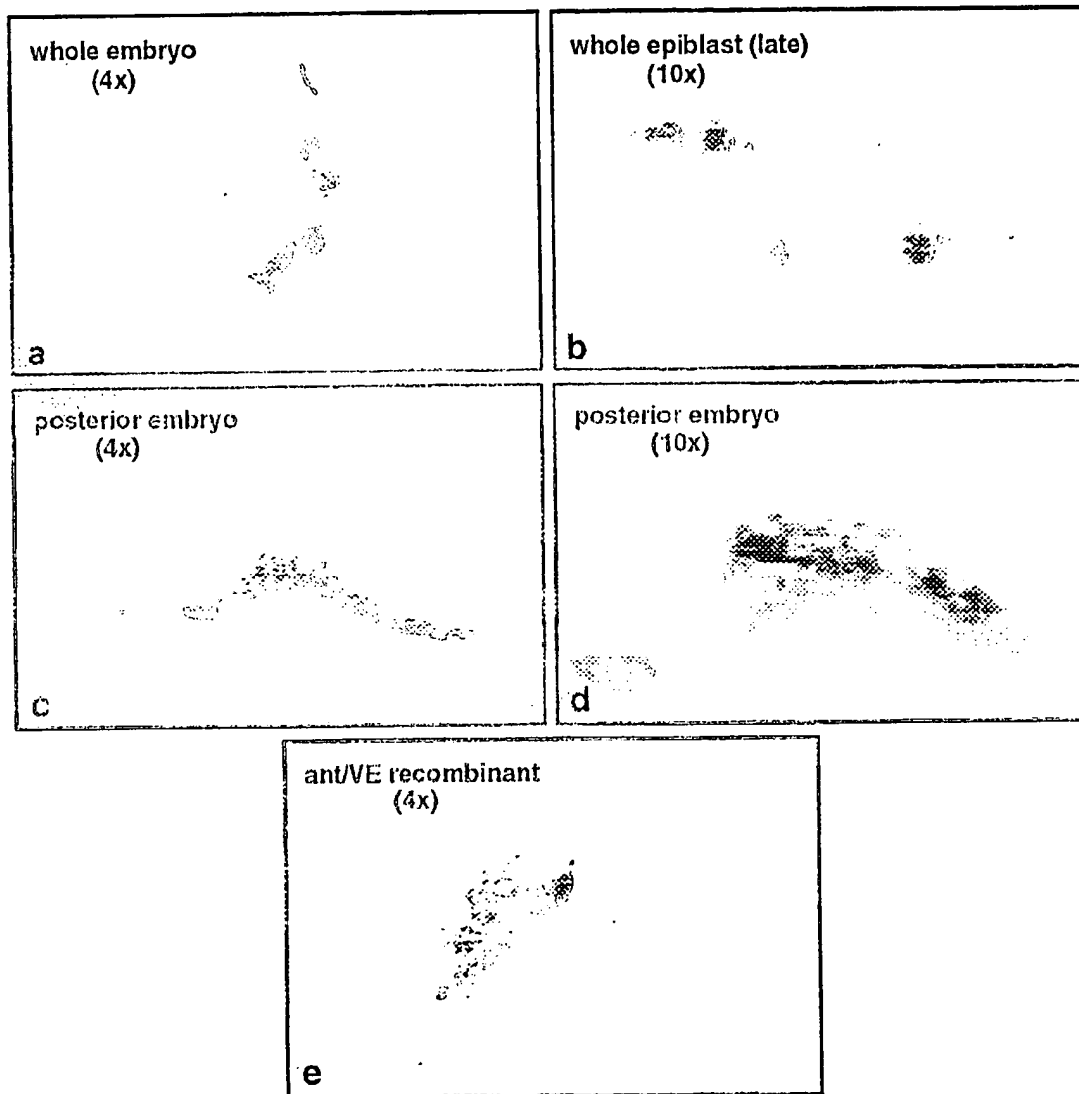 whole embryo
(4x)
a
whole epiblast (late)
(10x)
b
posterior embryo
(4x)
c
posterior embryo
(10x)
d
ant/VE recombinant
(4x)
e